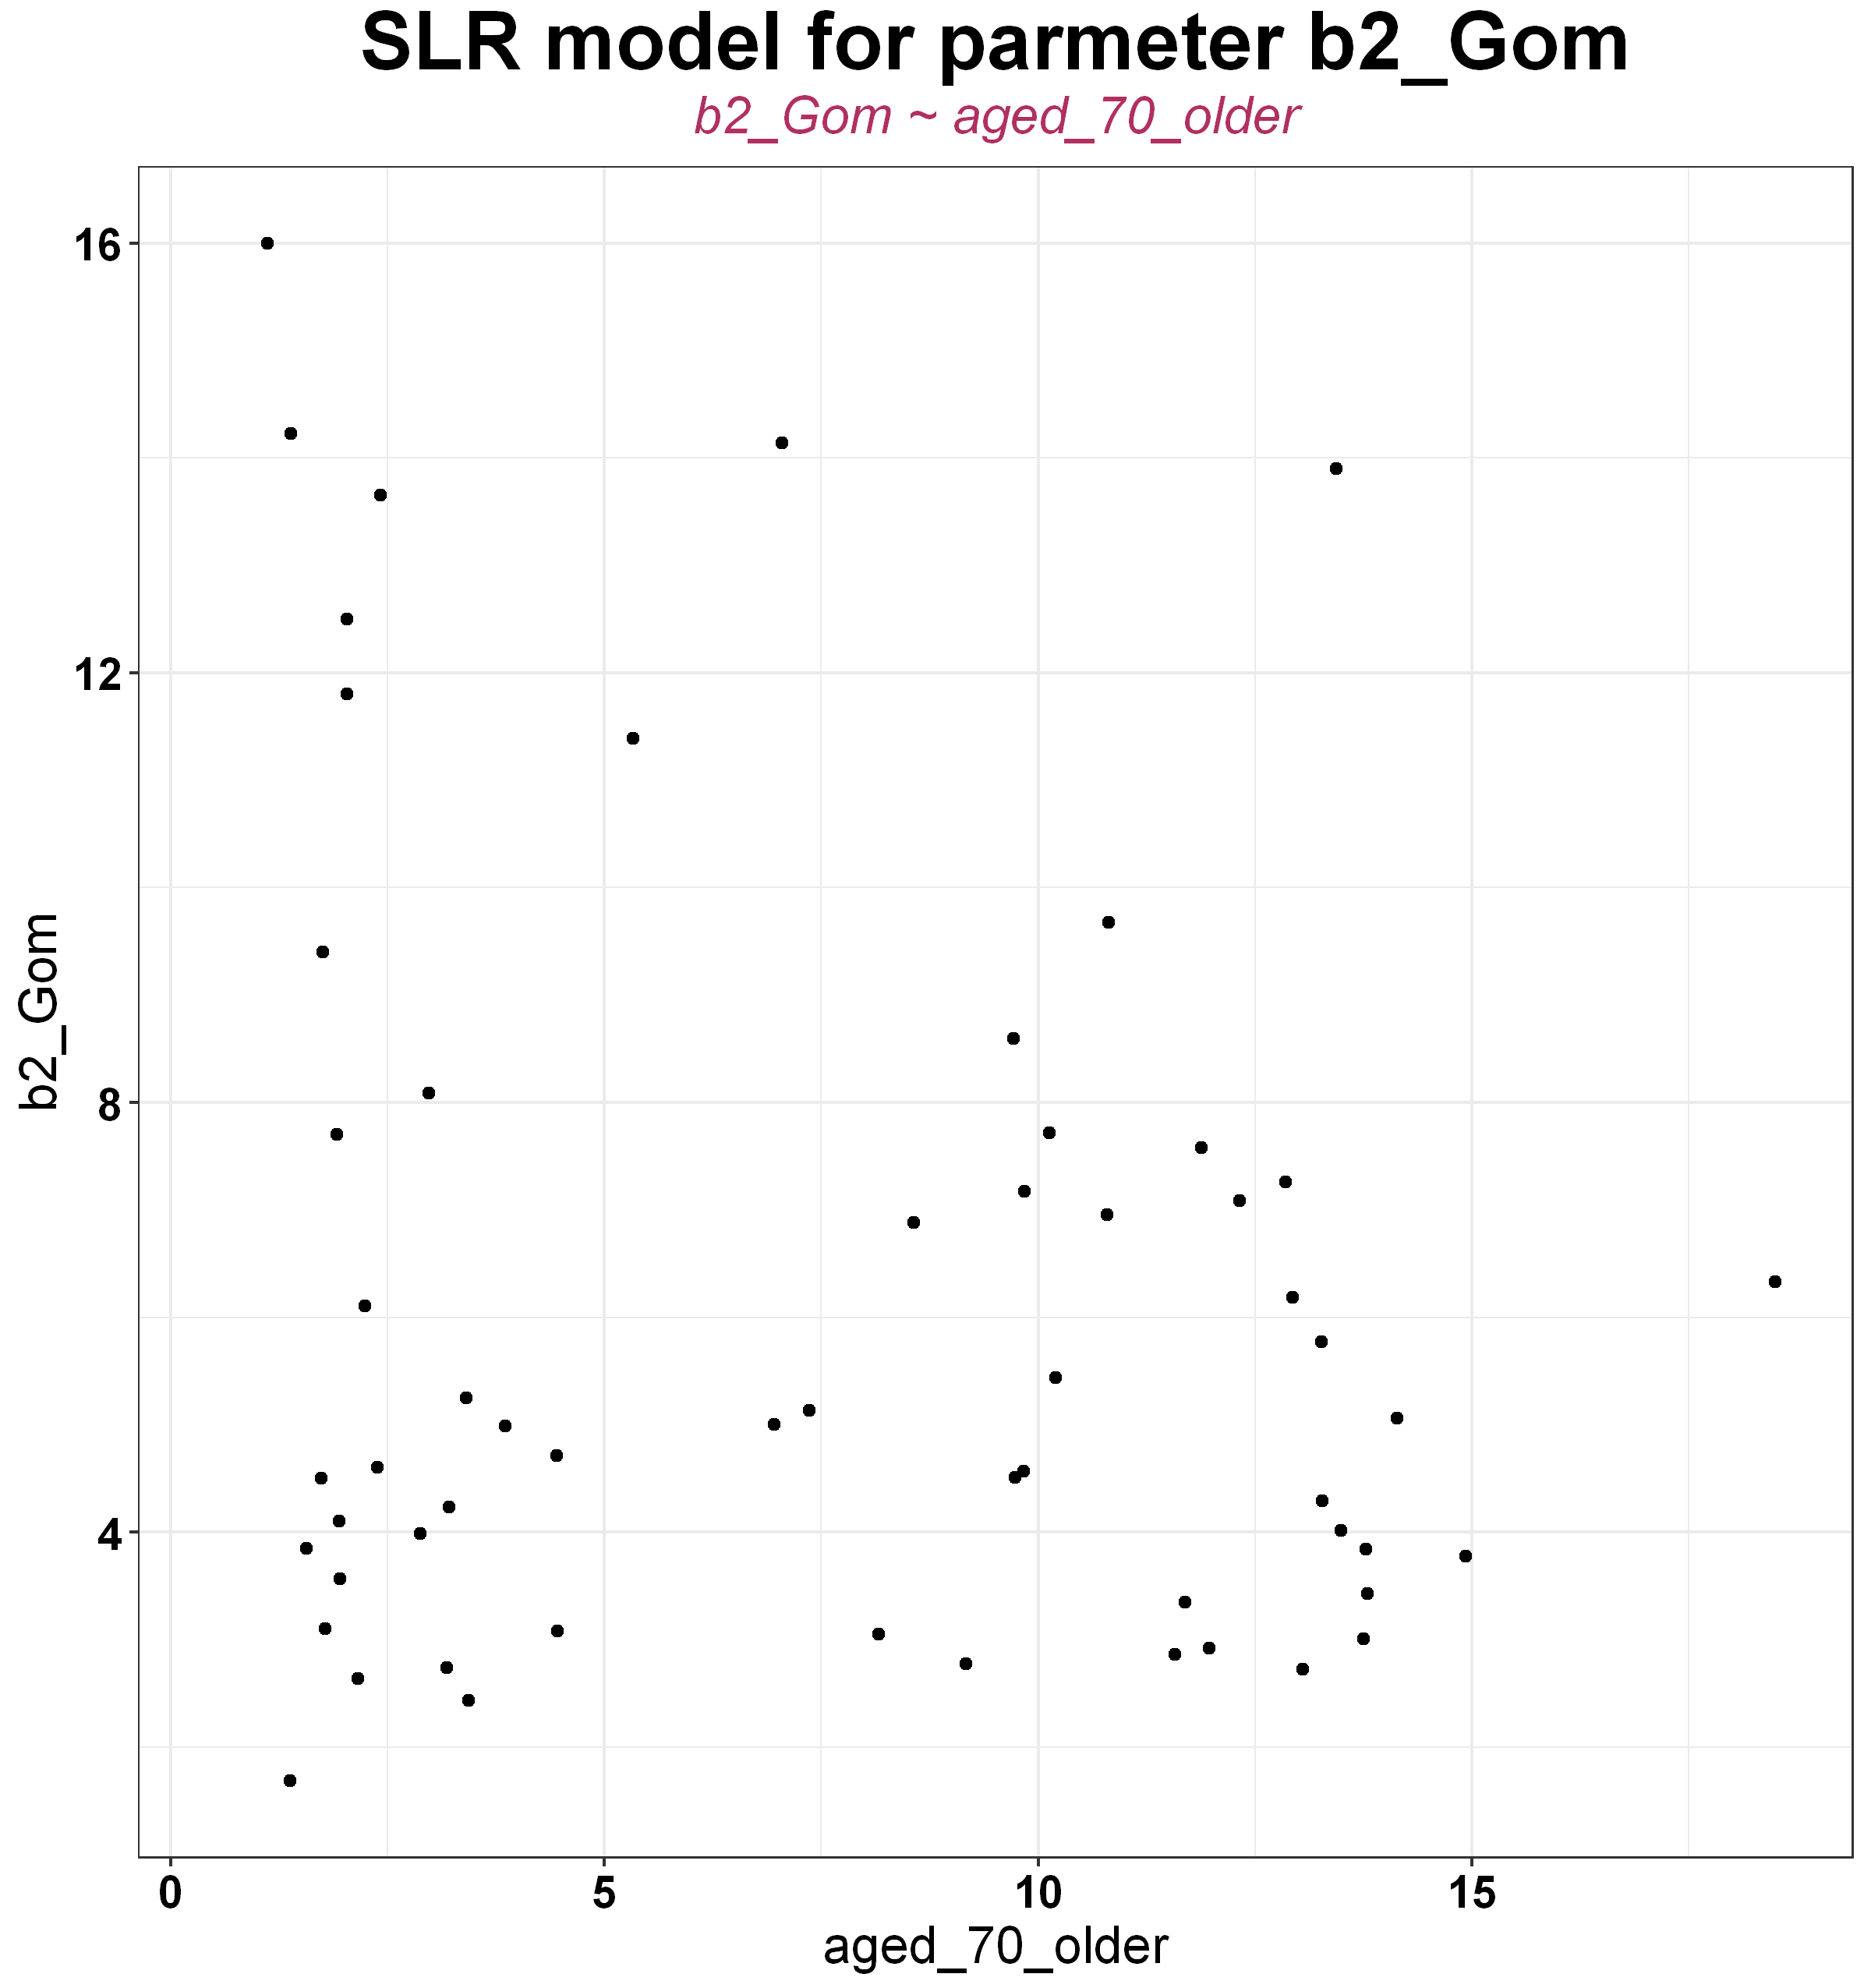 SLR model for parmeter b2_Gom
b2_Gom ~ aged_70_older
16
12
8
4
b2_Gom
0 5 10 15
aged_70_older